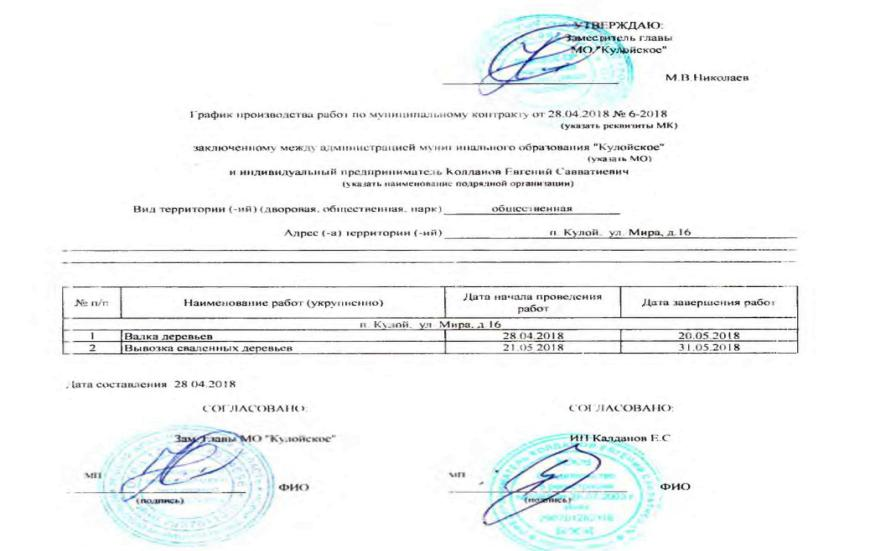 УТВЕРЖДАЮ:
Заместитель главы
МО "Кулойское"
М.В.Николаев
График производства работ по муниципальному контракту от 28.04.2018 № 6-2018
(указать реквизиты МК)
заключенному между администрацией муниципального образования "Кулойское"
(указать МО)
и индивидуальный предприниматель Колланов Евгений Савватиевич
(указать наименование подрядной организации)
Вид территории (-ий) (дворовая, общественная, парк) общественная
Адрес (-а) территории (-ий) п. Кулой, ул. Мира, д.16
№ п/п Наименование работ (укрупненно) Дата начала проведения работ Дата завершения работ
п. Кулой, ул Мира, д.16
1 Валка деревьев 28.04.2018 20.05.2018
2 Вывозка сваленных деревьев 21.05.2018 31.05.2018
Дата составления 28.04.2018
СОГЛАСОВАНО: СОГЛАСОВАНО:
Зам. Главы МО "Кулойское" ИП Калданов Е.С
МП ФИО МП ФИО
(подпись) (подпись)